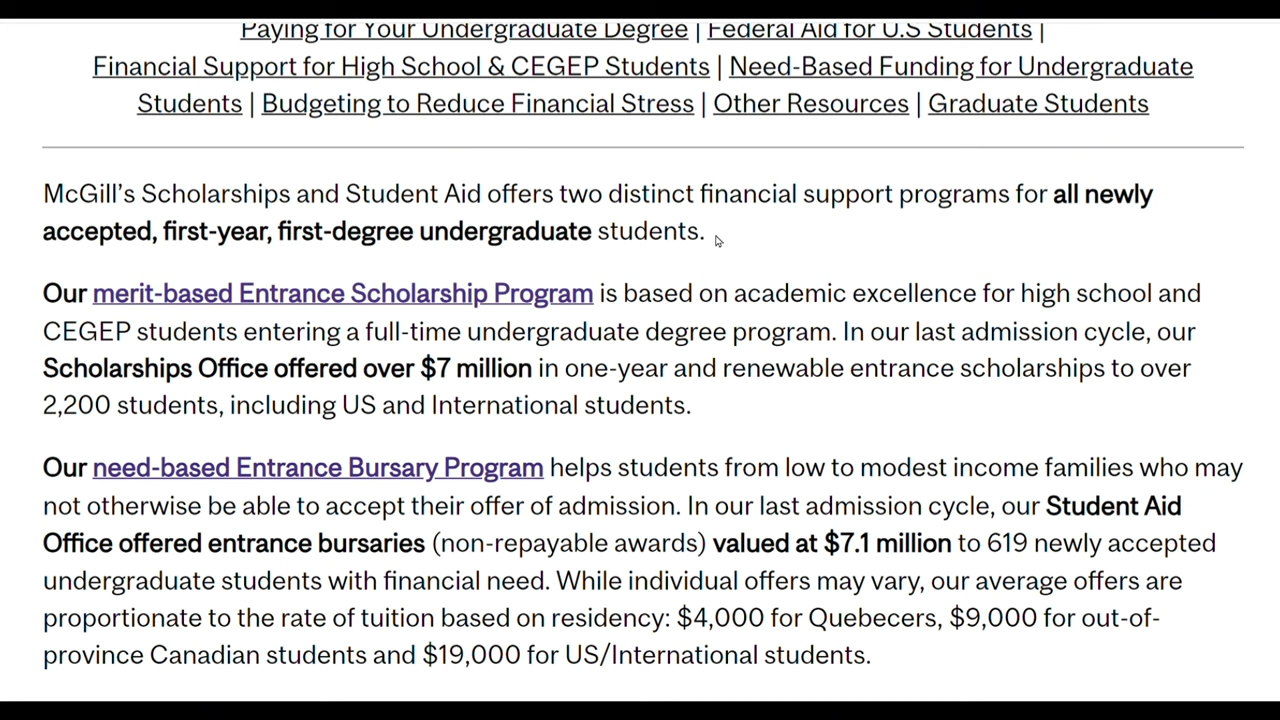 Paying for Your Undergraduate Degree | Federal Aid for U.S Students |
Financial Support for High School & CEGEP Students | Need-Based Funding for Undergraduate
Students | Budgeting to Reduce Financial Stress | Other Resources | Graduate Students
McGill’s Scholarships and Student Aid offers two distinct financial support programs for all newly
accepted, first-year, first-degree undergraduate students.
Our merit-based Entrance Scholarship Program is based on academic excellence for high school and
CEGEP students entering a full-time undergraduate degree program. In our last admission cycle, our
Scholarships Office offered over $7 million in one-year and renewable entrance scholarships to over
2,200 students, including US and International students.
Our need-based Entrance Bursary Program helps students from low to modest income families who may
not otherwise be able to accept their offer of admission. In our last admission cycle, our Student Aid
Office offered entrance bursaries (non-repayable awards) valued at $7.1 million to 619 newly accepted
undergraduate students with financial need. While individual offers may vary, our average offers are
proportionate to the rate of tuition based on residency: $4,000 for Quebecers, $9,000 for out-of-
province Canadian students and $19,000 for US/International students.